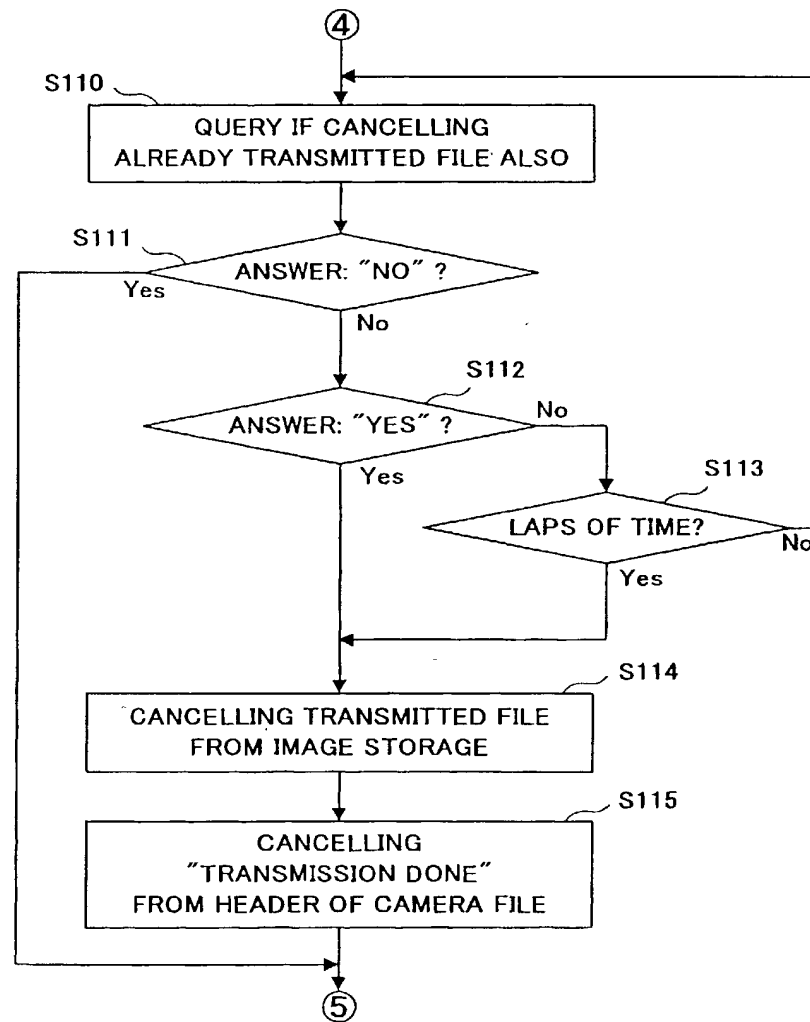 ④
S110
QUERY IF CANCELLING
ALREADY TRANSMITTED FILE ALSO
S111
ANSWER: "NO" ?
Yes
No
S112
ANSWER: "YES" ?
No
Yes
S113
LAPS OF TIME?
No
Yes
S114
CANCELLING TRANSMITTED FILE
FROM IMAGE STORAGE
S115
CANCELLING
"TRANSMISSION DONE"
FROM HEADER OF CAMERA FILE
⑤